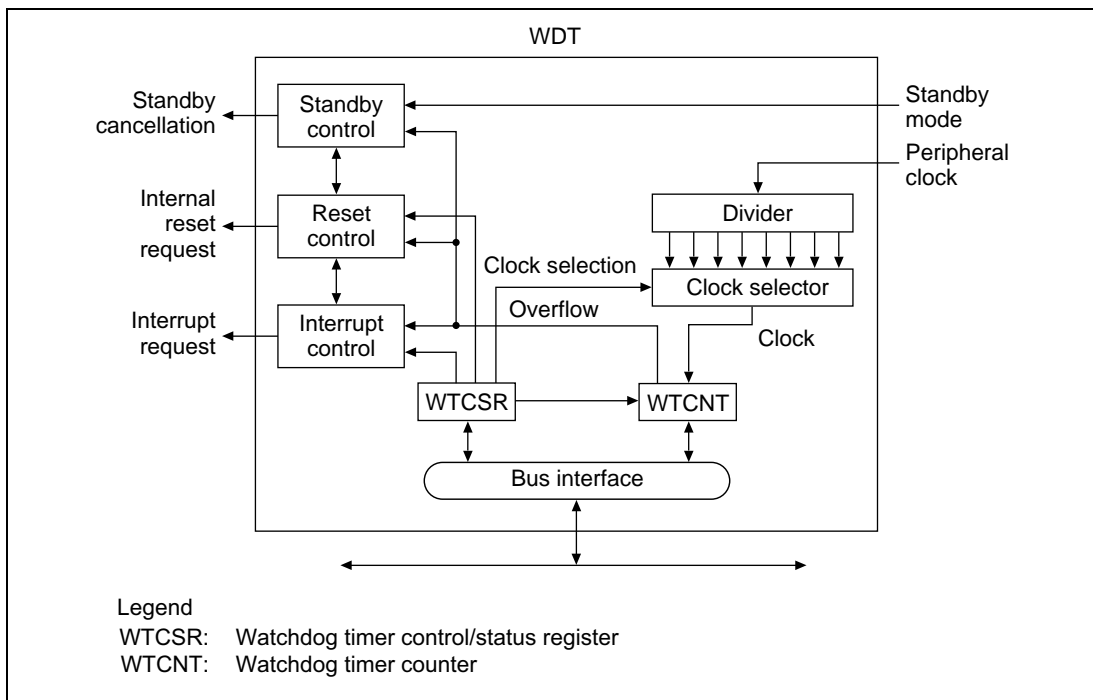 WDT
Standby
cancellation
Standby
control
Standby
mode
Peripheral
clock
Internal
reset
request
Reset
control
Divider
Clock selection
Clock selector
Overflow
Interrupt
request
Interrupt
control
Clock
WTCSR
WTCNT
Bus interface
Legend
WTCSR: Watchdog timer control/status register
WTCNT: Watchdog timer counter